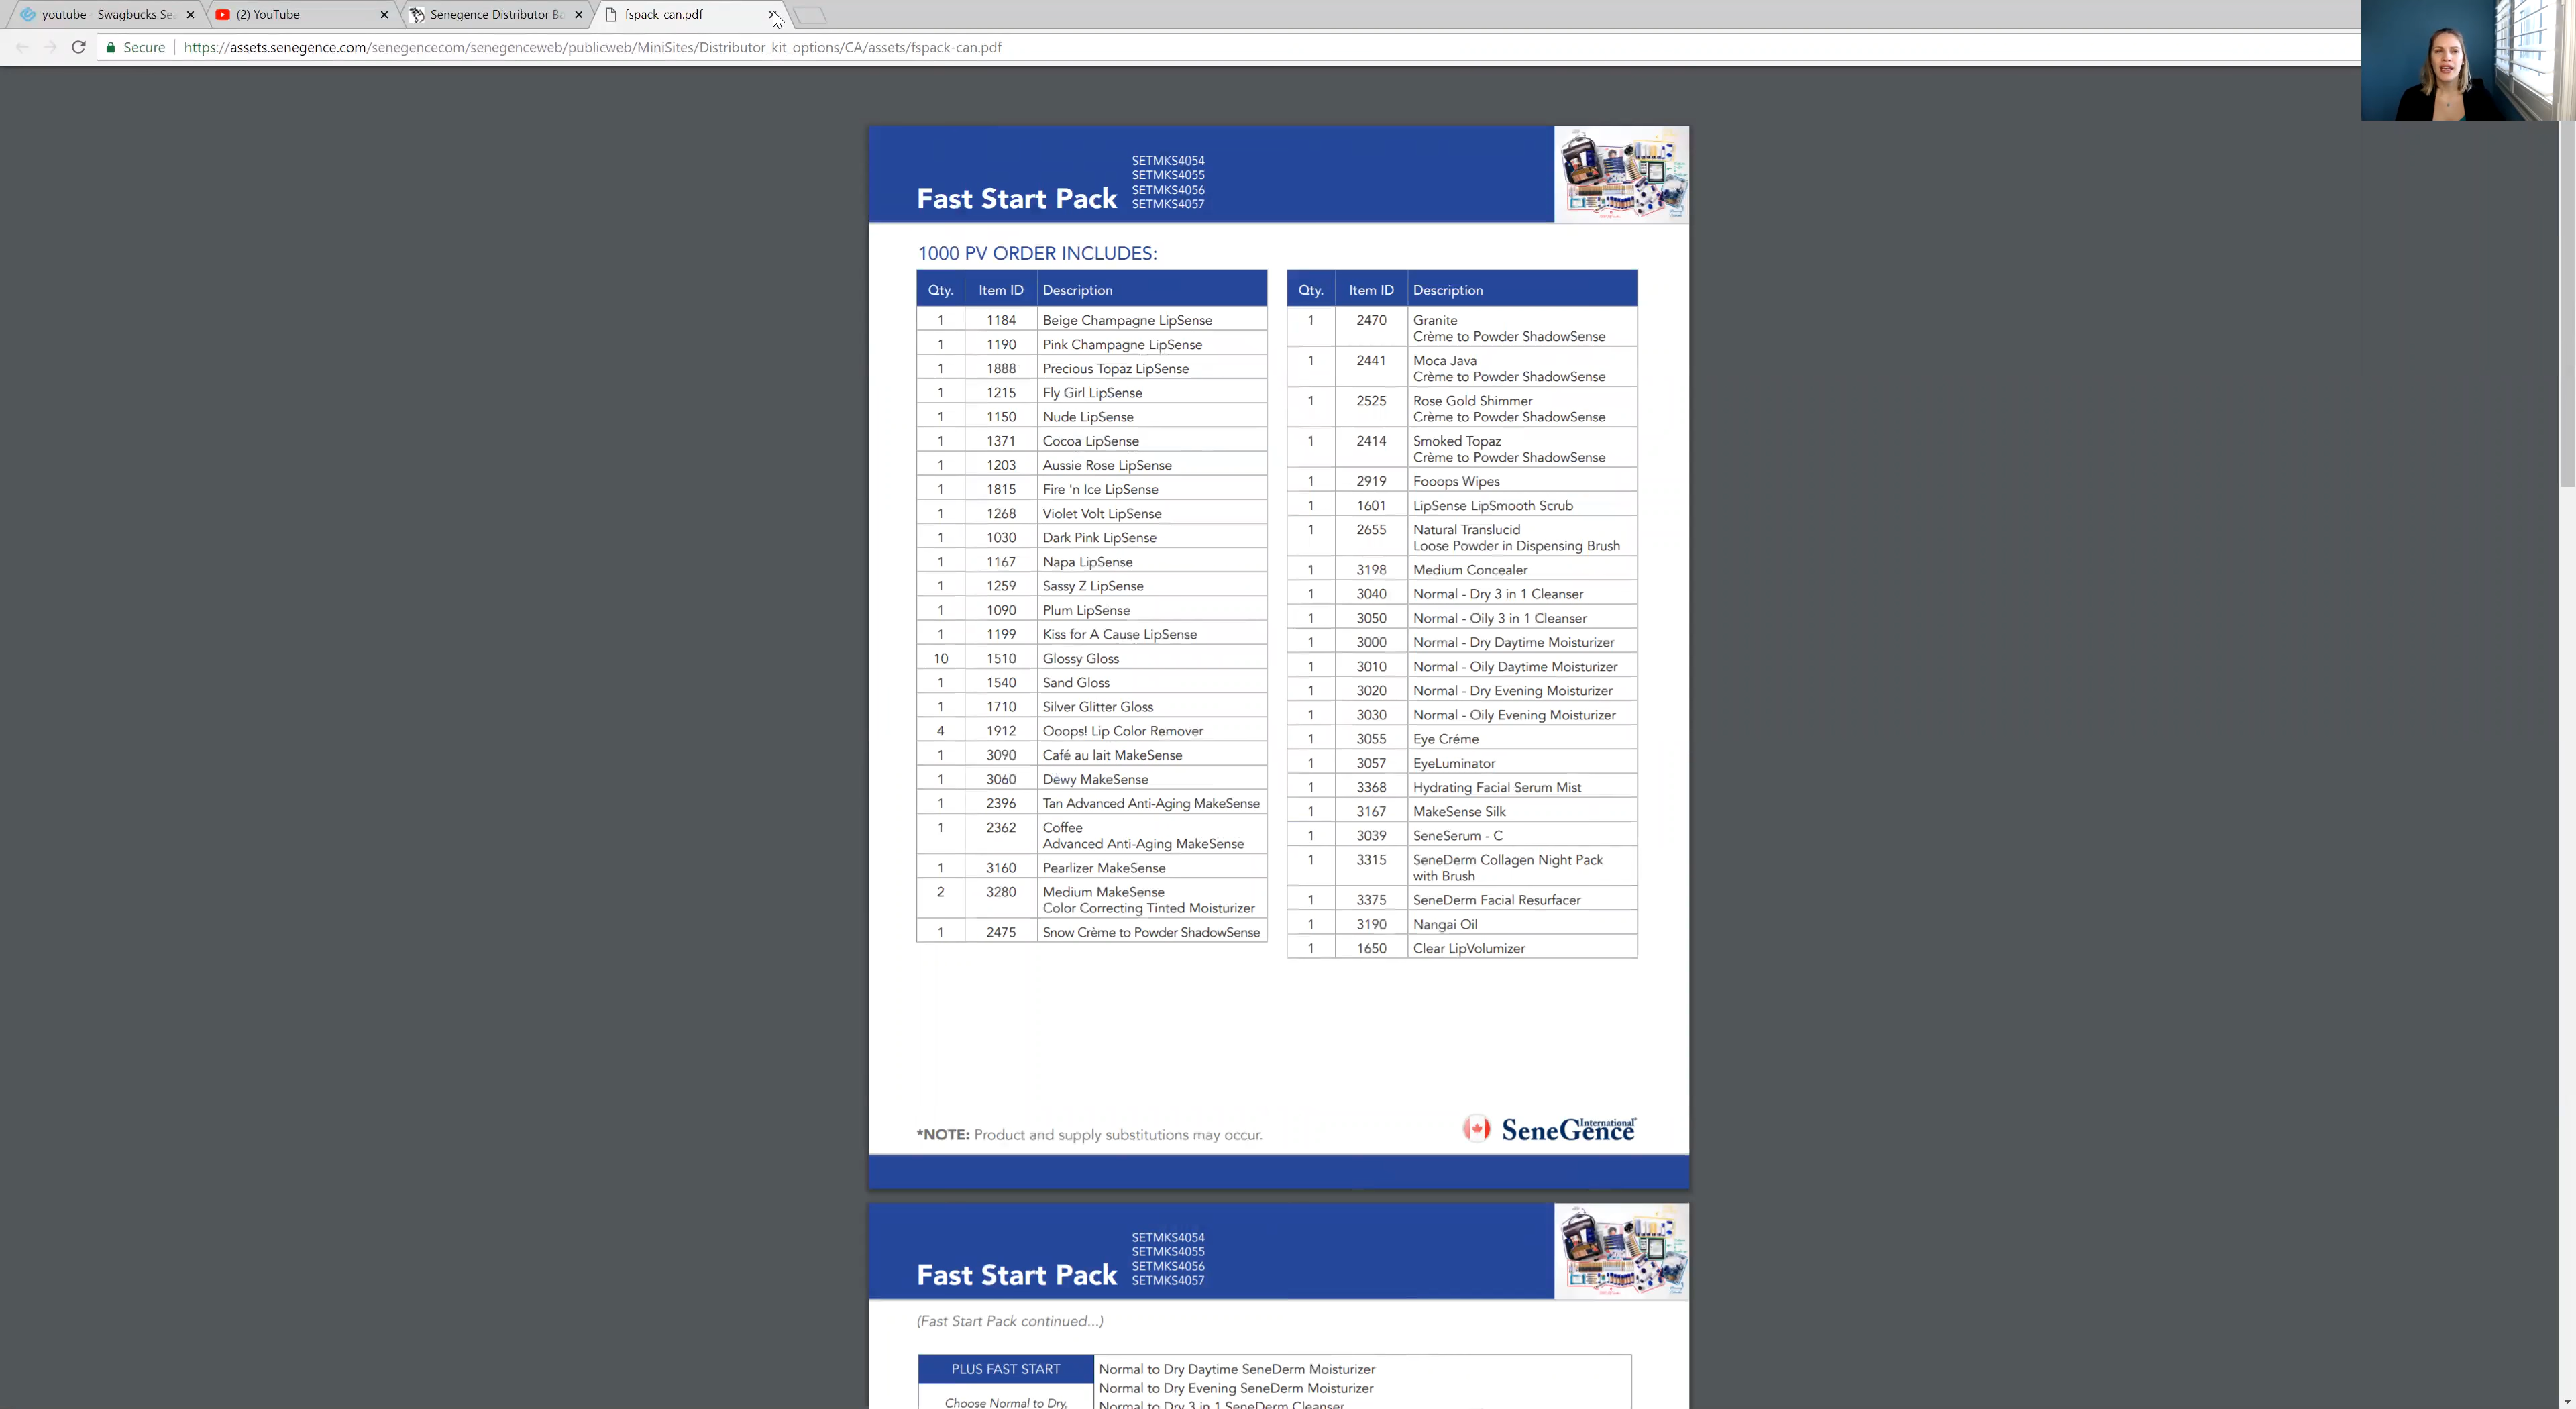 youtube - Swagbucks Sea
(2) YouTube
Senegence Distributor Ba
fspack-can.pdf
Secure
https://assets.senegence.com/senegencecom/senegenceweb/publicweb/MiniSites/Distributor_kit_options/CA/assets/fspack-can.pdf
SETMKS4054
SETMKS4055
SETMKS4056
SETMKS4057
Fast Start Pack
1000 PV ORDER INCLUDES:
Qty. Item ID Description
1 1184 Beige Champagne LipSense
1 1190 Pink Champagne LipSense
1 1888 Precious Topaz LipSense
1 1215 Fly Girl LipSense
1 1150 Nude LipSense
1 1371 Cocoa LipSense
1 1203 Aussie Rose LipSense
1 1815 Fire 'n Ice LipSense
1 1268 Violet Volt LipSense
1 1030 Dark Pink LipSense
1 1167 Napa LipSense
1 1259 Sassy Z LipSense
1 1090 Plum LipSense
1 1199 Kiss for A Cause LipSense
10 1510 Glossy Gloss
1 1540 Sand Gloss
1 1710 Silver Glitter Gloss
4 1912 Ooops! Lip Color Remover
1 3090 Café au lait MakeSense
1 3060 Dewy MakeSense
1 2396 Tan Advanced Anti-Aging MakeSense
1 2362 Coffee
Advanced Anti-Aging MakeSense
1 3160 Pearlizer MakeSense
2 3280 Medium MakeSense
Color Correcting Tinted Moisturizer
1 2475 Snow Crème to Powder ShadowSense
Qty. Item ID Description
1 2470 Granite
Crème to Powder ShadowSense
1 2441 Moca Java
Crème to Powder ShadowSense
1 2525 Rose Gold Shimmer
Crème to Powder ShadowSense
1 2414 Smoked Topaz
Crème to Powder ShadowSense
1 2919 Fooops Wipes
1 1601 LipSense LipSmooth Scrub
1 2655 Natural Translucid
Loose Powder in Dispensing Brush
1 3198 Medium Concealer
1 3040 Normal - Dry 3 in 1 Cleanser
1 3050 Normal - Oily 3 in 1 Cleanser
1 3000 Normal - Dry Daytime Moisturizer
1 3010 Normal - Oily Daytime Moisturizer
1 3020 Normal - Dry Evening Moisturizer
1 3030 Normal - Oily Evening Moisturizer
1 3055 Eye Créme
1 3057 EyeLuminator
1 3368 Hydrating Facial Serum Mist
1 3167 MakeSense Silk
1 3039 SeneSerum - C
1 3315 SeneDerm Collagen Night Pack
with Brush
1 3375 SeneDerm Facial Resurfacer
1 3190 Nangai Oil
1 1650 Clear LipVolumizer
*NOTE: Product and supply substitutions may occur.
SeneGence International
SETMKS4054
SETMKS4055
SETMKS4056
SETMKS4057
Fast Start Pack
(Fast Start Pack continued...)
PLUS FAST START
Choose Normal to Dry,
Normal to Dry Daytime SeneDerm Moisturizer
Normal to Dry Evening SeneDerm Moisturizer
Normal to Dry 3 in 1 SeneDerm Cleanser